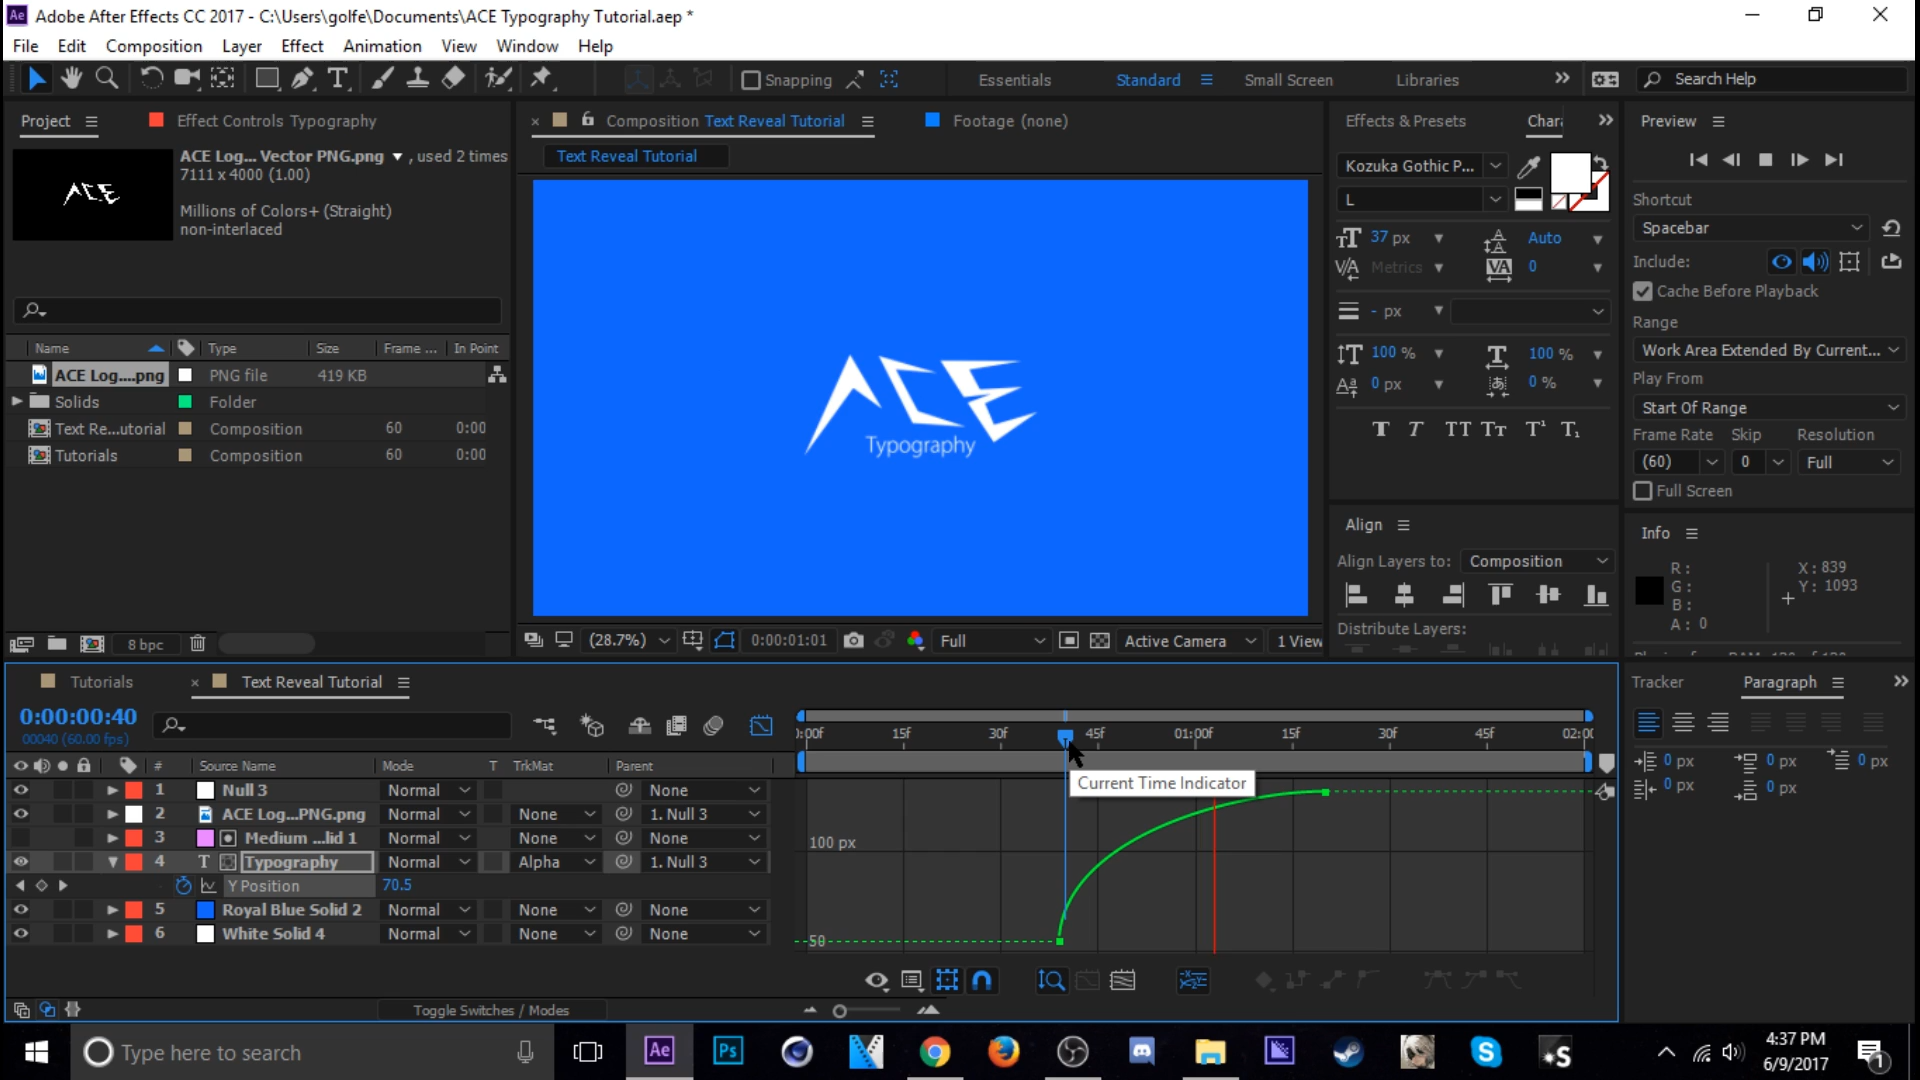 Ae Adobe After Effects CC 2017 - C:\Users\golfe\Documents\ACE Typography Tutorial.aep *
File Edit Composition Layer Effect Animation View Window Help
Snapping Essentials Standard Small Screen Libraries Search Help
Project Effect Controls Typography
ACE Log... Vector PNG.png , used 2 times
7111 x 4000 (1.00)
Millions of Colors+ (Straight)
non-interlaced
ACE
Name Type Size Frame ... In Point
ACE Log....png PNG file 419 KB
Solids Folder
Text Re...utorial Composition 60 0:00
Tutorials Composition 60 0:00
8 bpc
Composition Text Reveal Tutorial Footage (none)
Text Reveal Tutorial
ACE
Typography
(28.7%) 0:00:01:01 Full Active Camera 1 View
Effects & Presets Chara
Kozuka Gothic P...
L
37 px Auto
Metrics 0
- px
100 % 100 %
0 px 0 %
T T TT Tт T¹ T₁
Align
Align Layers to: Composition
Distribute Layers:
Preview
Shortcut
Spacebar
Include:
Cache Before Playback
Range
Work Area Extended By Current...
Play From
Start Of Range
Frame Rate Skip Resolution
(60) 0 Full
Full Screen
Info
R :
G :
B :
A : 0
X : 839
Y : 1093
Tutorials Text Reveal Tutorial
0:00:00:40
00040 (60.00 fps)
# Source Name Mode T TrkMat Parent
1 Null 3 Normal None
2 ACE Log...PNG.png Normal None 1. Null 3
3 Medium ...lid 1 Normal None None
4 T Typography Normal Alpha 1. Null 3
Y Position 70.5
5 Royal Blue Solid 2 Normal None None
6 White Solid 4 Normal None None
Toggle Switches / Modes
):00f 15f 30f 45f 01:00f 15f 30f 45f 02:00
Current Time Indicator
100 px
50
Tracker Paragraph
0 px 0 px 0 px
0 px 0 px
Type here to search
Ae Ps
4:37 PM
6/9/2017
1